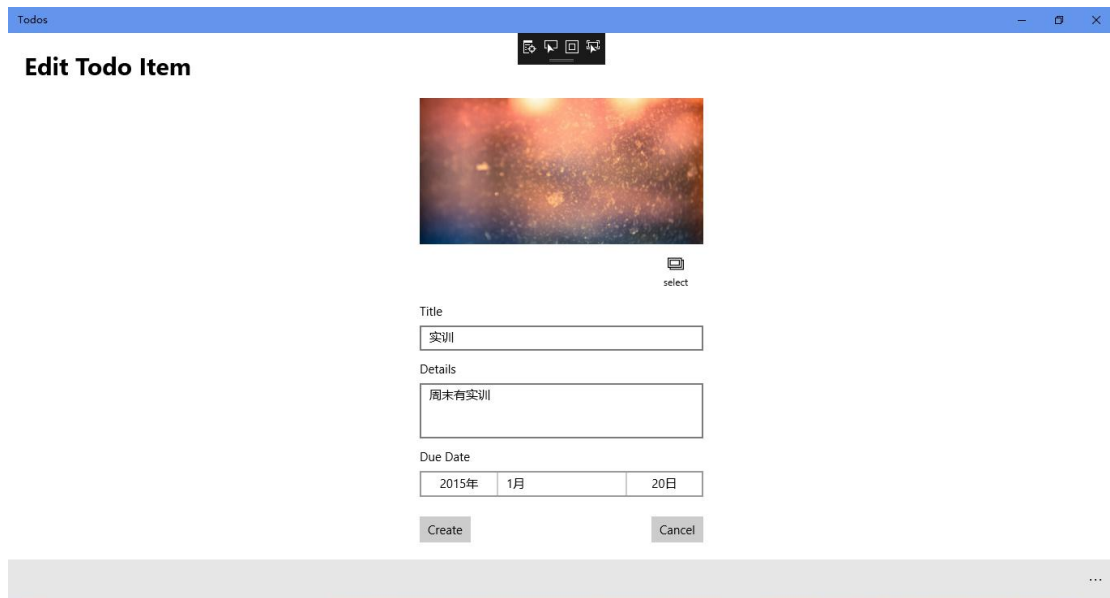 Todos
Edit Todo Item
select
Title
实训
Details
周末有实训
Due Date
2015年 1月 20日
Create Cancel